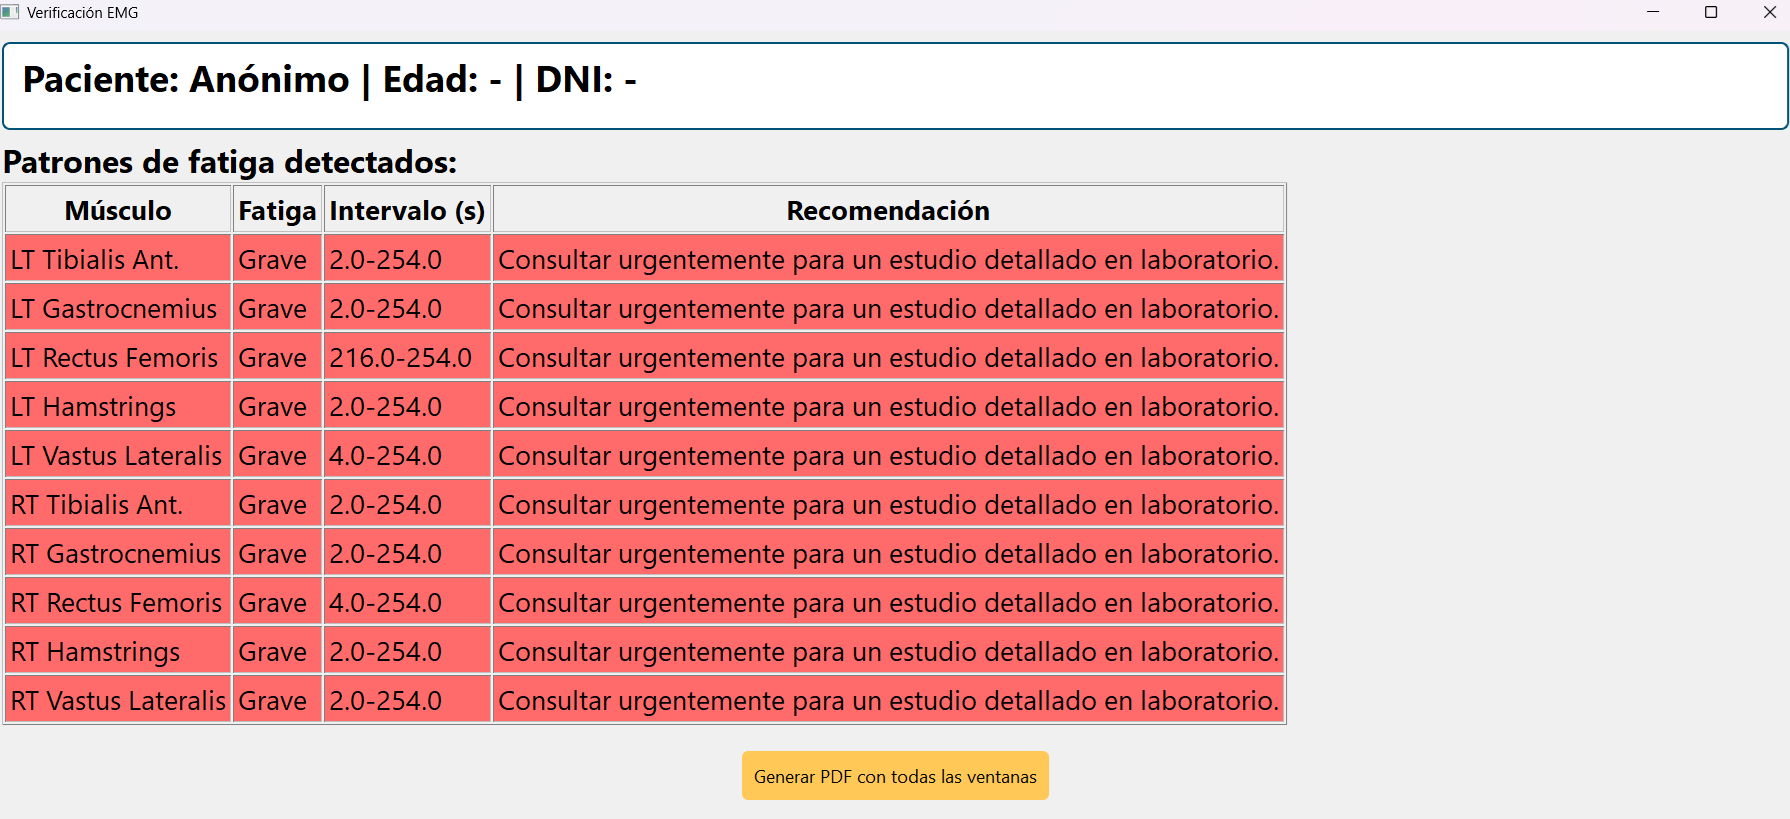 Verificación EMG
Paciente: Anónimo | Edad: - | DNI: -
Patrones de fatiga detectados:
Músculo Fatiga Intervalo (s) Recomendación
LT Tibialis Ant. Grave 2.0-254.0 Consultar urgentemente para un estudio detallado en laboratorio.
LT Gastrocnemius Grave 2.0-254.0 Consultar urgentemente para un estudio detallado en laboratorio.
LT Rectus Femoris Grave 216.0-254.0 Consultar urgentemente para un estudio detallado en laboratorio.
LT Hamstrings Grave 2.0-254.0 Consultar urgentemente para un estudio detallado en laboratorio.
LT Vastus Lateralis Grave 4.0-254.0 Consultar urgentemente para un estudio detallado en laboratorio.
RT Tibialis Ant. Grave 2.0-254.0 Consultar urgentemente para un estudio detallado en laboratorio.
RT Gastrocnemius Grave 2.0-254.0 Consultar urgentemente para un estudio detallado en laboratorio.
RT Rectus Femoris Grave 4.0-254.0 Consultar urgentemente para un estudio detallado en laboratorio.
RT Hamstrings Grave 2.0-254.0 Consultar urgentemente para un estudio detallado en laboratorio.
RT Vastus Lateralis Grave 2.0-254.0 Consultar urgentemente para un estudio detallado en laboratorio.
Generar PDF con todas las ventanas